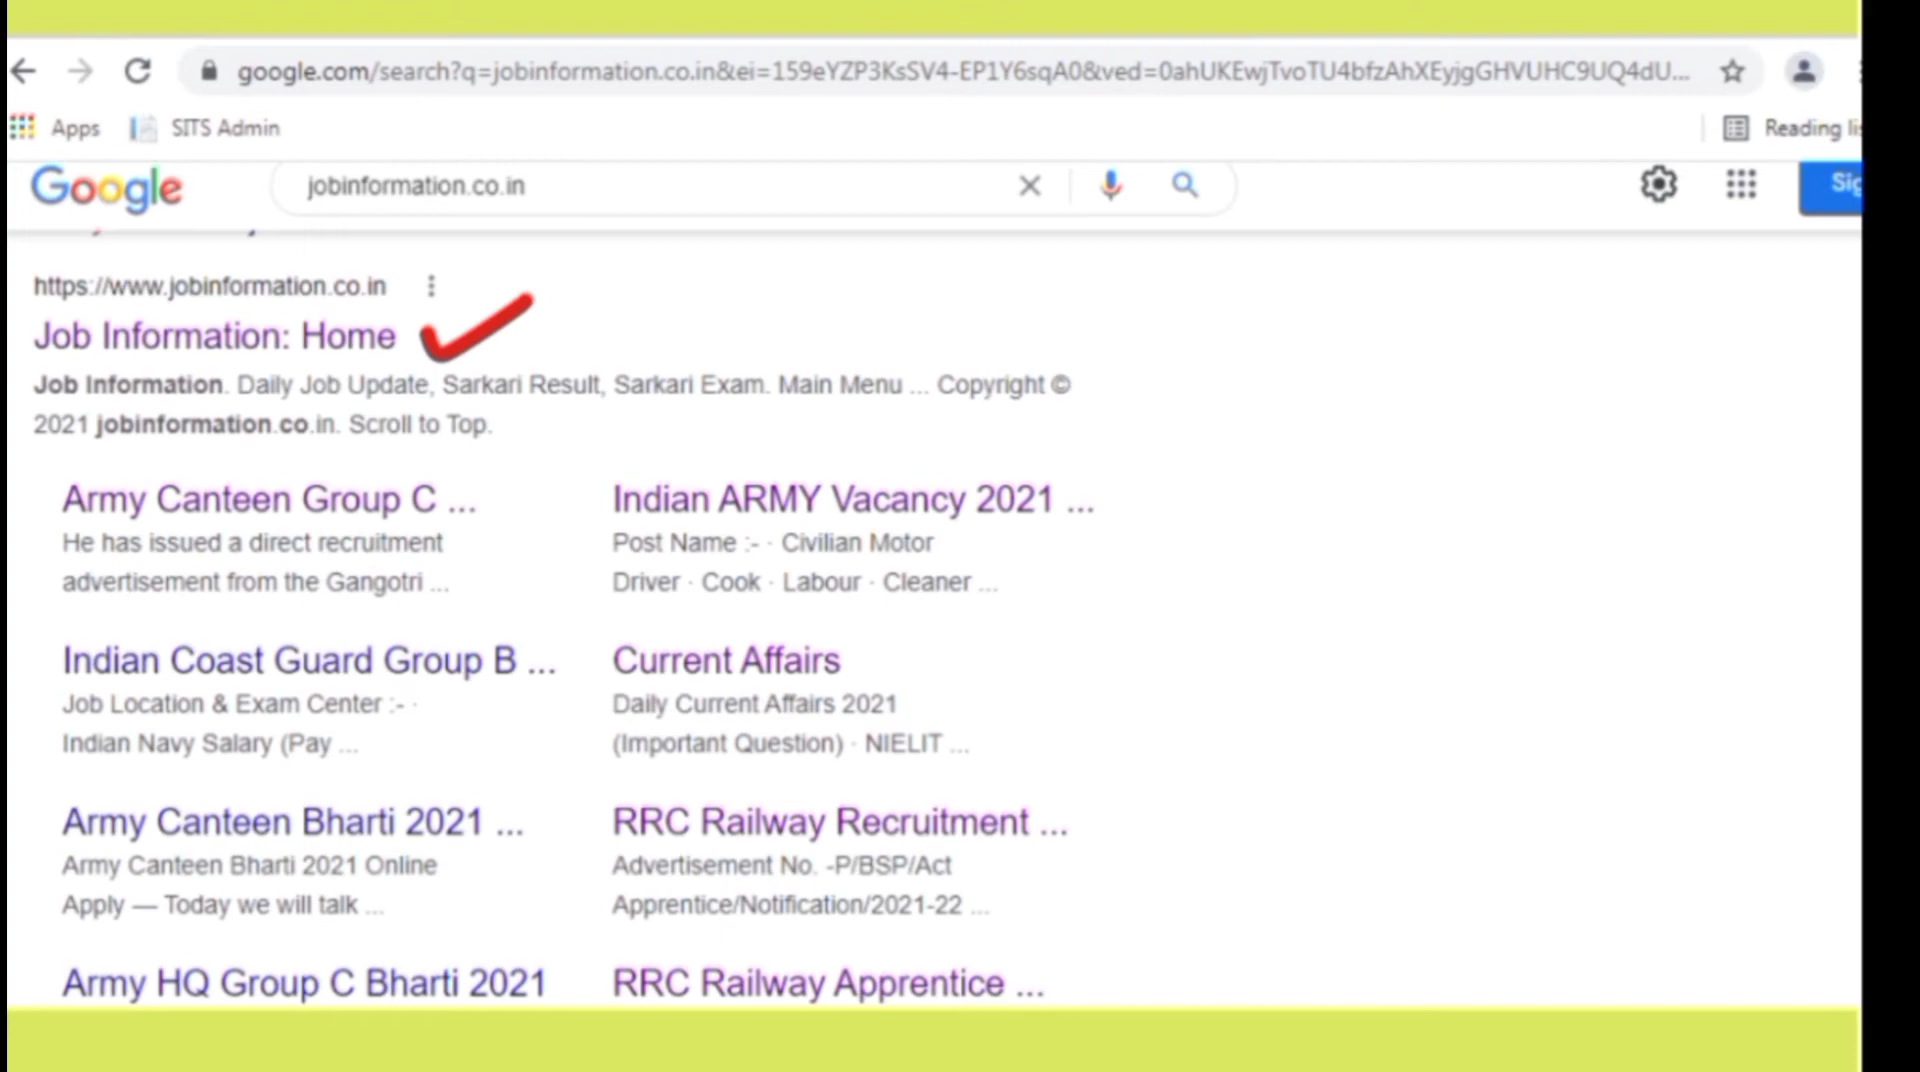 google.com/search?q=jobinformation.co.in&ei=159eYZP3KsSV4-EP1Y6sqA0&ved=0ahUKEwjTvoTU4bfzAhXEyjgGHVUHC9UQ4dU...
Apps SITS Admin Reading lis
Google jobinformation.co.in Sig
https://www.jobinformation.co.in
Job Information: Home
Job Information. Daily Job Update, Sarkari Result, Sarkari Exam. Main Menu ... Copyright ©
2021 jobinformation.co.in. Scroll to Top.
Army Canteen Group C ...
He has issued a direct recruitment
advertisement from the Gangotri ...
Indian ARMY Vacancy 2021 ...
Post Name :- · Civilian Motor
Driver · Cook · Labour · Cleaner ...
Indian Coast Guard Group B ...
Job Location & Exam Center :- ·
Indian Navy Salary (Pay ...
Current Affairs
Daily Current Affairs 2021
(Important Question) · NIELIT ...
Army Canteen Bharti 2021 ...
Army Canteen Bharti 2021 Online
Apply — Today we will talk ...
RRC Railway Recruitment ...
Advertisement No. -P/BSP/Act
Apprentice/Notification/2021-22 ...
Army HQ Group C Bharti 2021
RRC Railway Apprentice ...